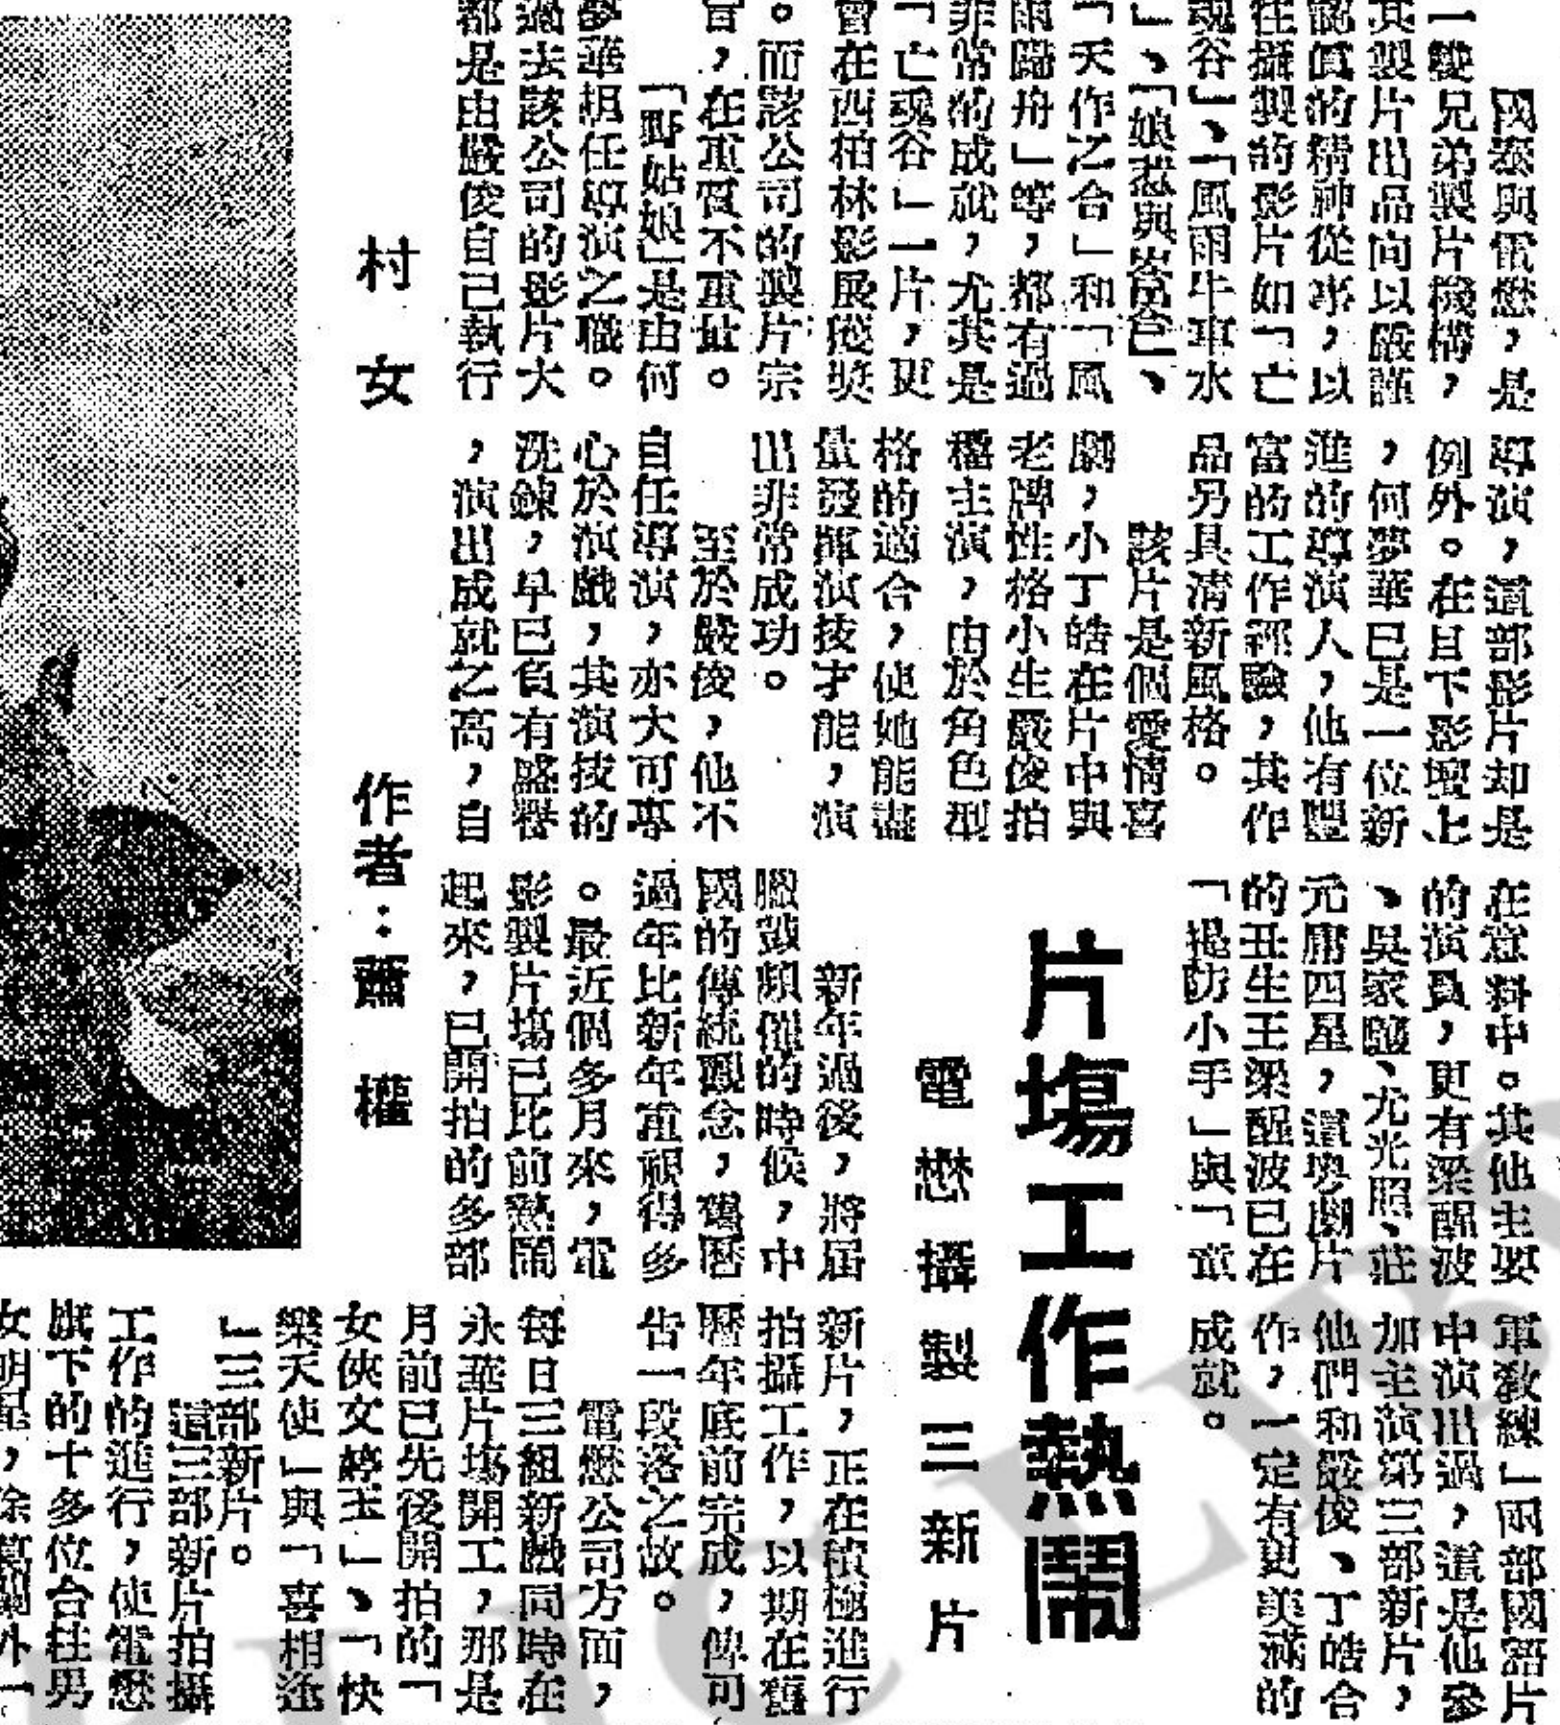 國泰與電懋,是
一雙兄弟製片機構,
其製片出品向以嚴謹
認眞的精神從事,以
往攝製的影片如「亡
魂谷」、「風雨牛車水
」、「娘惹與峇峇」、
「天作之合」和「風
雨歸舟」等,都有過
非常的成就,尤其是
「亡魂谷」一片,更
曾在西柏林影展獲奬
。而該公司的製片宗
旨,在重質不重量。
「野姑娘」是由何
夢華担任導演之職。
過去該公司的影片大
都是由嚴俊自己執行
導演,這部影片却是
例外。在目下影壇上
,何夢華已是一位新
進的導演人,他有豐
富的工作經驗,其作
品另具清新風格。
該片是個愛情喜
劇,小丁皓在片中與
老牌性格小生嚴俊拍
檔主演,由於角色型
格的適合,使她能盡
量發揮演技才能,演
出非常成功。
至於嚴俊,他不
自任導演,亦大可專
心於演戲,其演技的
洗鍊,早已負有盛譽
,演出成就之高,自
在意料中。其他主要
的演員,更有梁醒波
、吳家驤、尤光照、莊
元庸四星,這粵劇片
的丑生王梁醒波已在
「提防小手」與「童
軍敎練」兩部國語片
中演出過,這是他參
加主演第三部新片,
他們和嚴俊、丁皓合
作,一定有更美滿的
成就。
片塲工作熱鬧
電懋攝製三新片
新年過後,將屆
臘鼓頻催的時候,中
國的傳統觀念,舊曆
過年比新年重視得多
。最近個多月來,電
影製片塲已比前熱鬧
起來,已開拍的多部
新片,正在積極進行
拍攝工作,以期在舊
曆年底前完成,俾可
告一段落之故。
電懋公司方面,
每日三組新戲同時在
永華片塲開工,那是
月前已先後開拍的「
快女俠文婷玉」、「快
樂天使」與「喜相逢
」三部新片。
這三部新片拍攝
工作的進行,使電懋
旗下的十多位合柱男
女明星,除葛蘭外一
村女
作者:蕭權